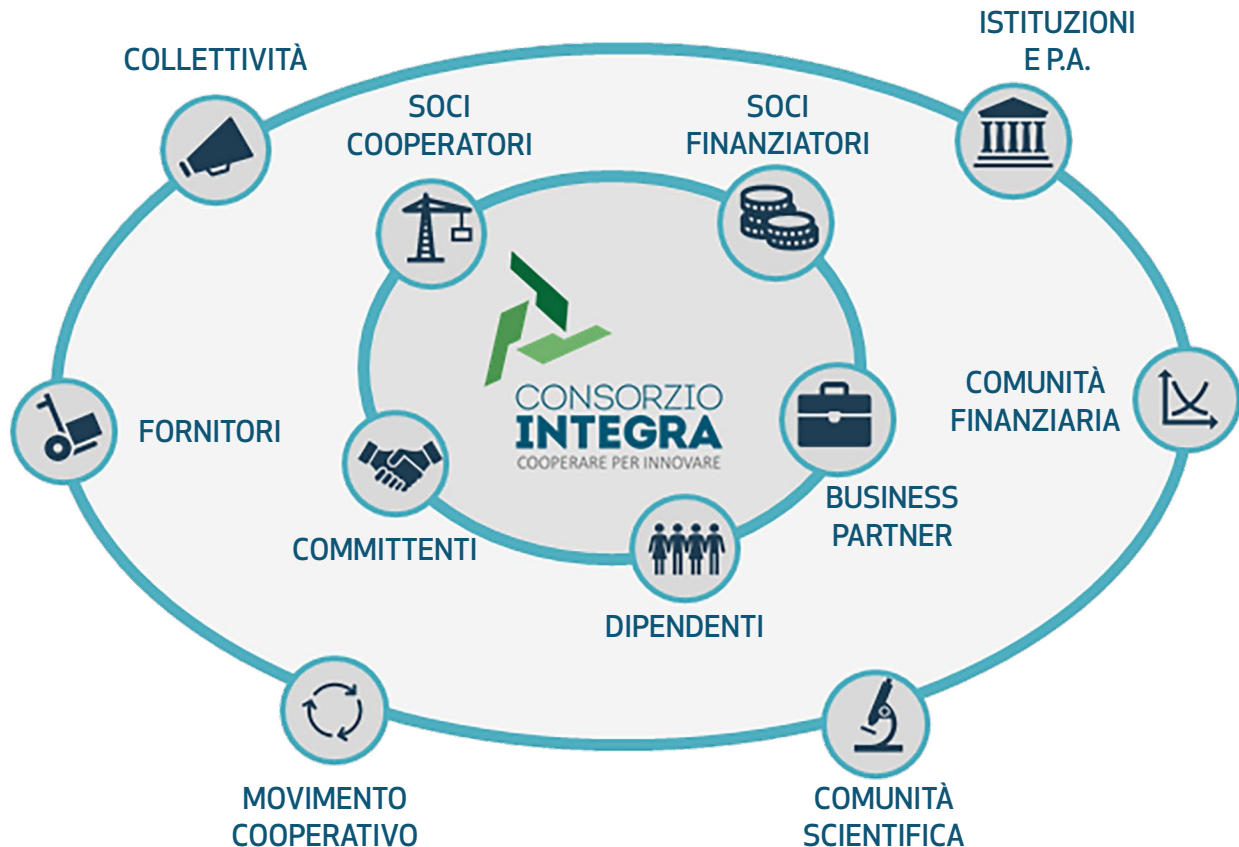 ISTITUZIONI
E P.A.
COLLETTIVITÀ
SOCI
COOPERATORI
SOCI
FINANZIATORI
CONSORZIO
INTEGRA
COOPERARE PER INNOVARE
COMUNITÀ
FINANZIARIA
FORNITORI
BUSINESS
PARTNER
COMMITTENTI
DIPENDENTI
MOVIMENTO
COOPERATIVO
COMUNITÀ
SCIENTIFICA